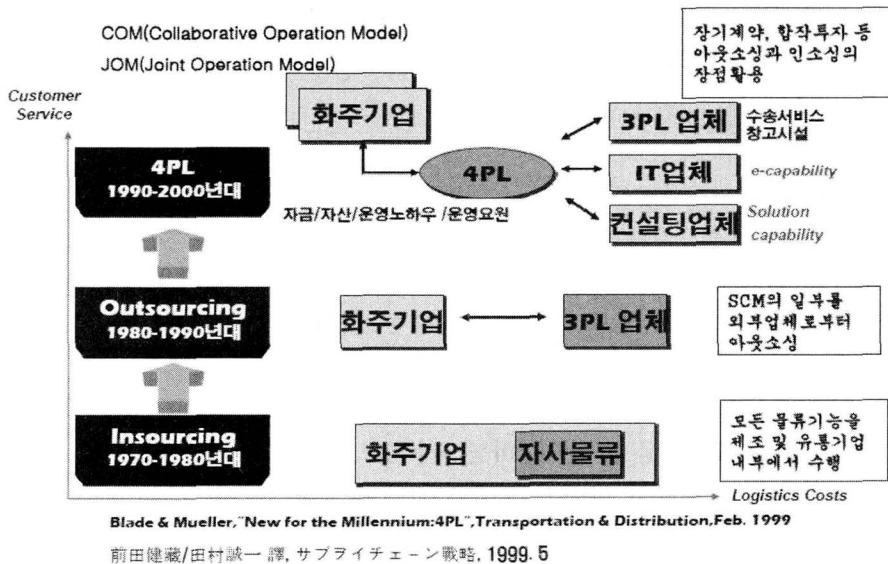 COM(Collaborative Operation Model)
JOM(Joint Operation Model)
장기계약, 합작투자 등
아웃소싱과 인소싱의
장점활용
Customer
Service
화주기업
4PL
1990-2000년대
4PL
3PL 업체
수송서비스
창고시설
IT업체
e-capability
컨설팅업체
Solution
capability
자금/자산/운영노하우 /운영요원
Outsourcing
1980-1990년대
화주기업
3PL 업체
SCM의 일부를
외부업체로부터
아웃소싱
Insourcing
1970-1980년대
화주기업
자사물류
모든 물류기능을
제조 및 유통기업
내부에서 수행
Logistics Costs
Blade & Mueller,"New for the Millennium:4PL",Transportation & Distribution,Feb. 1999
前田健蔵/田村誠一 譯, サプライチェーン戰略, 1999. 5